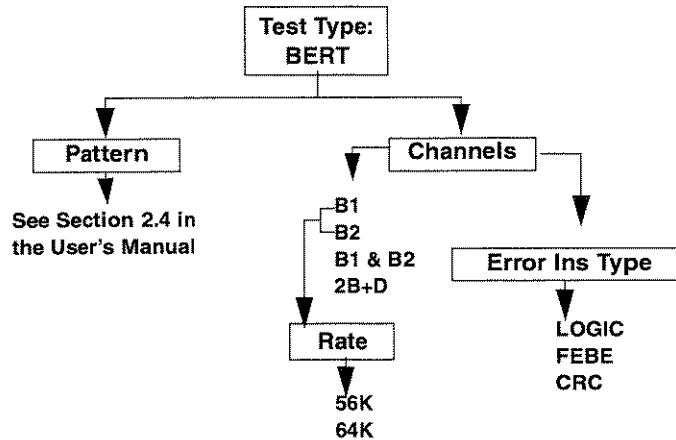 Test Type:
BERT
Pattern
Channels
See Section 2.4 in
the User's Manual
B1
B2
B1 & B2
2B+D
Error Ins Type
Rate
LOGIC
FEBE
CRC
56K
64K